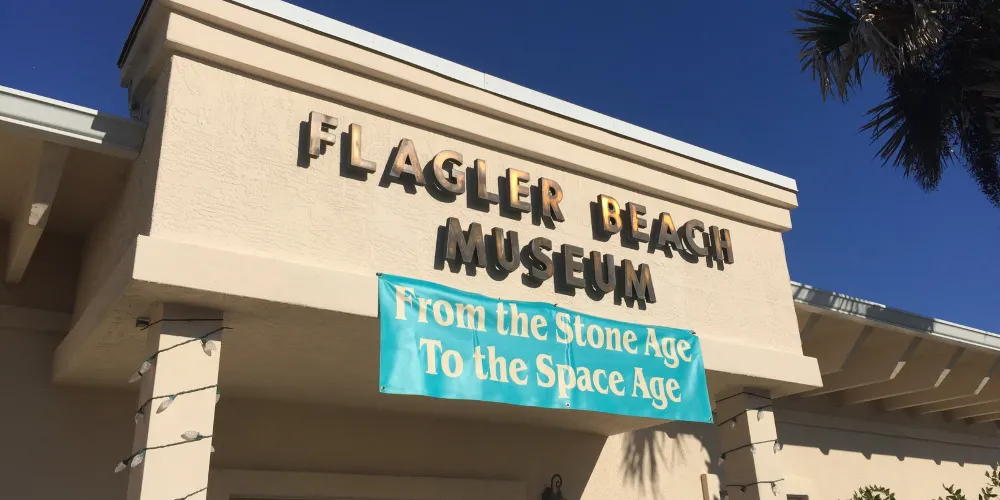 FLAGLER BEACH
MUSEUM
From the Stone Age
To the Space Age